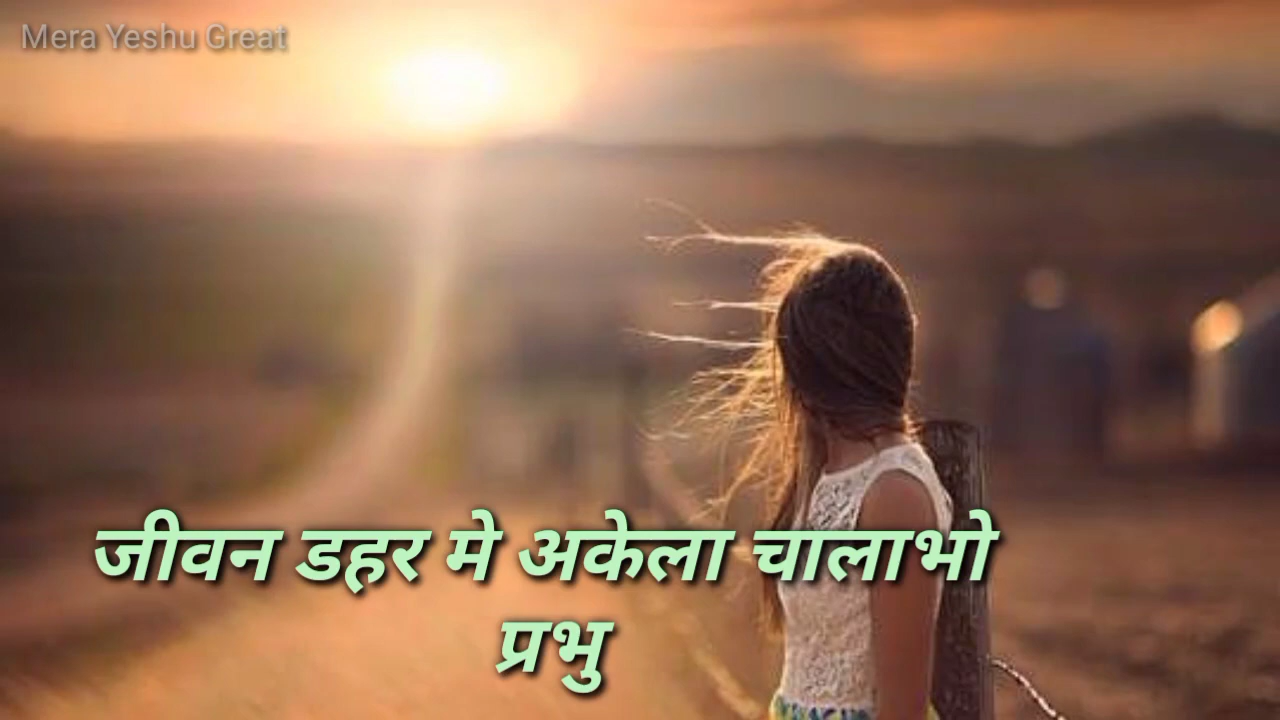 Mera Yeshu Great
जीवन डहर मे अकेला चालाभो
प्रभु